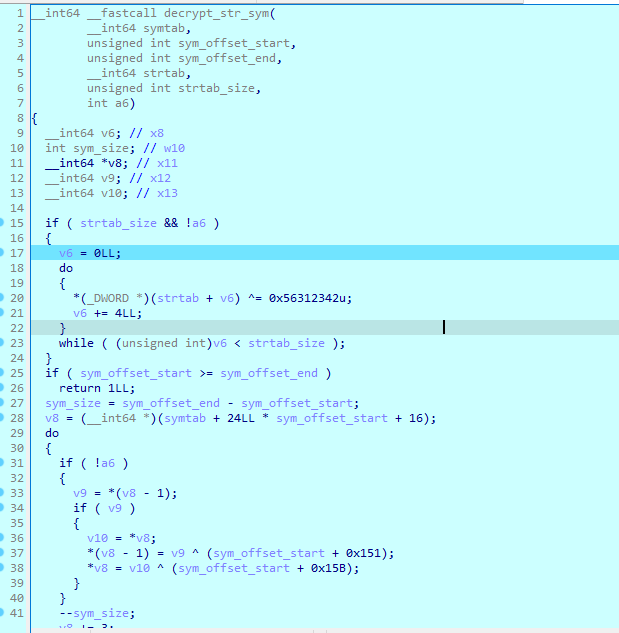 1 __int64 __fastcall decrypt_str_sym(
2 __int64 symtab,
3 unsigned int sym_offset_start,
4 unsigned int sym_offset_end,
5 __int64 strtab,
6 unsigned int strtab_size,
7 int a6)
8 {
9 __int64 v6; // x8
10 int sym_size; // w10
11 __int64 *v8; // x11
12 __int64 v9; // x12
13 __int64 v10; // x13
14
15 if ( strtab_size && !a6 )
16 {
17 v6 = 0LL;
18 do
19 {
20 *(_DWORD *)(strtab + v6) ^= 0x56312342u;
21 v6 += 4LL;
22 }
23 while ( (unsigned int)v6 < strtab_size );
24 }
25 if ( sym_offset_start >= sym_offset_end )
26 return 1LL;
27 sym_size = sym_offset_end - sym_offset_start;
28 v8 = (__int64 *)(symtab + 24LL * sym_offset_start + 16);
29 do
30 {
31 if ( !a6 )
32 {
33 v9 = *(v8 - 1);
34 if ( v9 )
35 {
36 v10 = *v8;
37 *(v8 - 1) = v9 ^ (sym_offset_start + 0x151);
38 *v8 = v10 ^ (sym_offset_start + 0x15B);
39 }
40 }
41 --sym_size;
v8 += 3;